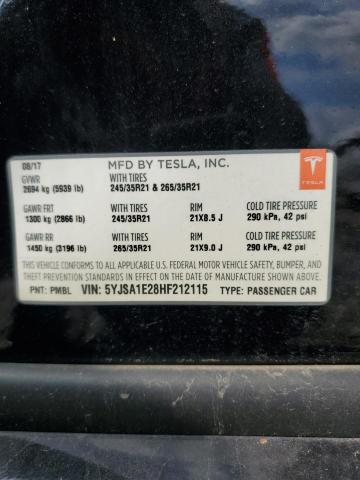 08/17 MFD BY TESLA, INC.
GVWR WITH TIRES
2694 kg (5939 lb) 245/35R21 & 265/35R21
TESLA
GAWR FRT WITH TIRES RIM COLD TIRE PRESSURE
1300 kg (2866 lb) 245/35R21 21X8.5 J 290 kPa, 42 psi
GAWR RR WITH TIRES RIM COLD TIRE PRESSURE
1450 kg (3196 lb) 265/35R21 21X9.0 J 290 kPa, 42 psi
THIS VEHICLE CONFORMS TO ALL APPLICABLE U.S. FEDERAL MOTOR VEHICLE SAFETY, BUMPER, AND
THEFT PREVENTION STANDARDS IN EFFECT ON THE DATE OF MANUFACTURE SHOWN ABOVE.
PNT: PMBL VIN: 5YJSA1E28HF212115 TYPE: PASSENGER CAR